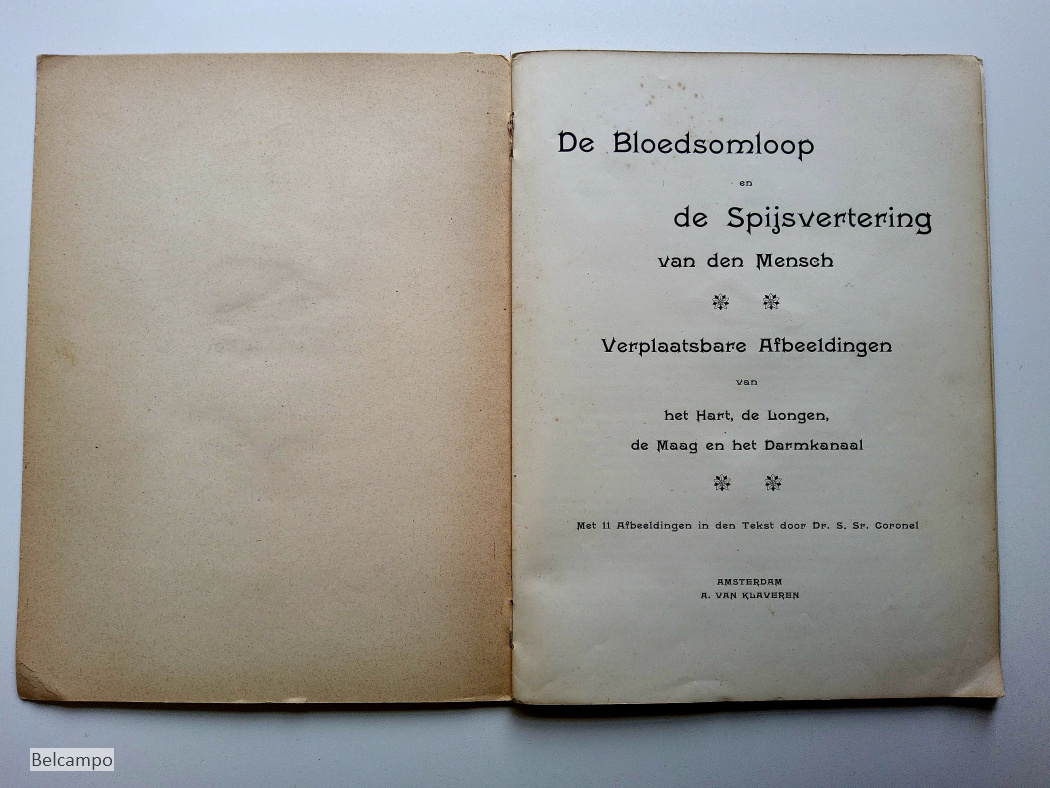 De Bloedsomloop
en
de Spijsvertering
van den Mensch
Verplaatsbare Afbeeldingen
van
het Hart, de Longen,
de Maag en het Darmkanaal
Met 11 Afbeeldingen in den Tekst door Dr. S. Sr. Coronel
AMSTERDAM
A. VAN KLAVEREN
Belcampo